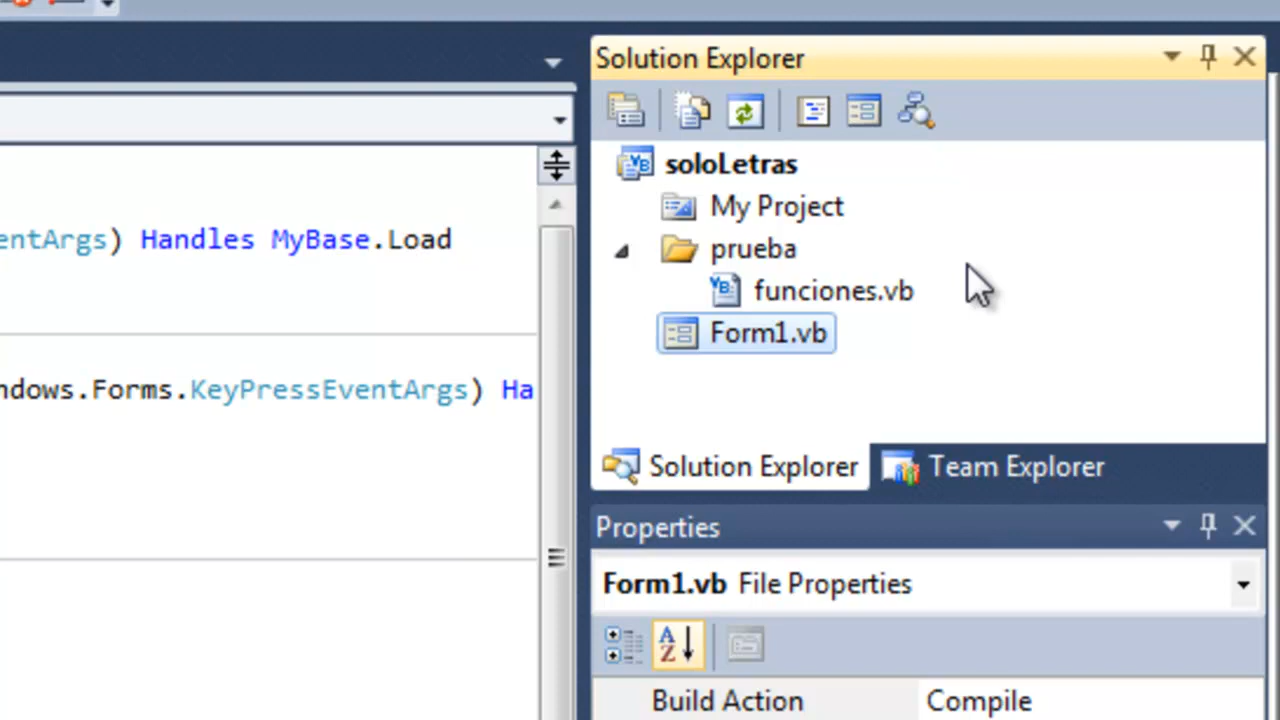 Solution Explorer
soloLetras
My Project
prueba
funciones.vb
Form1.vb
entArgs) Handles MyBase.Load
ndows.Forms.KeyPressEventArgs) Ha
Solution Explorer
Team Explorer
Properties
Form1.vb File Properties
Build Action Compile